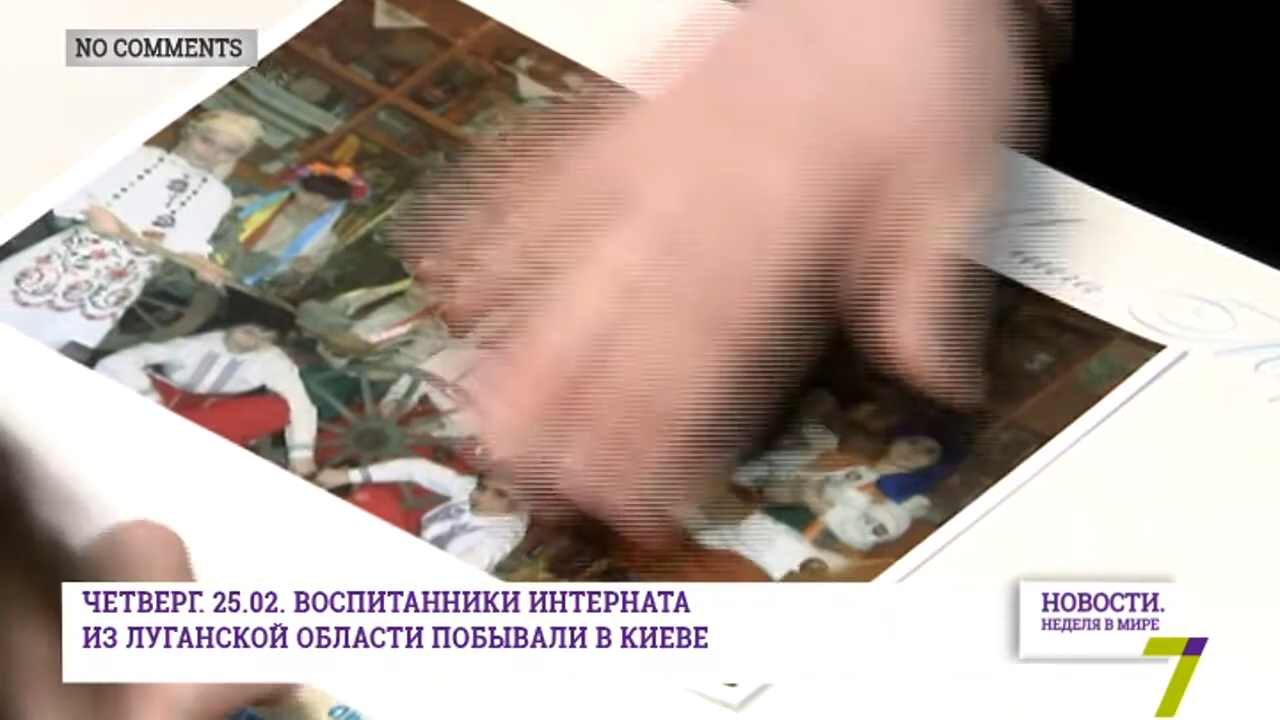 NO COMMENTS
ЧЕТВЕРГ. 25.02. ВОСПИТАННИКИ ИНТЕРНАТА
ИЗ ЛУГАНСКОЙ ОБЛАСТИ ПОБЫВАЛИ В КИЕВЕ
НОВОСТИ.
НЕДЕЛЯ В МИРЕ
7